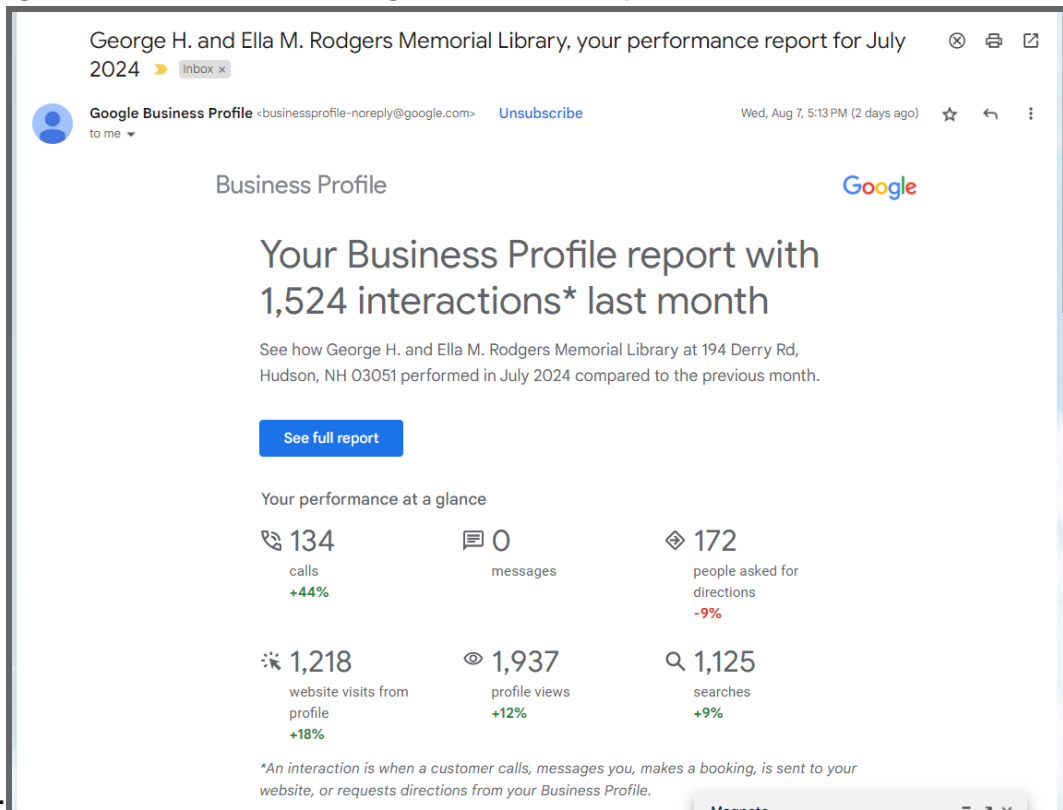 George H. and Ella M. Rodgers Memorial Library, your performance report for July
2024 Inbox x
Google Business Profile <businessprofile-noreply@google.com> Unsubscribe Wed, Aug 7, 5:13 PM (2 days ago)
to me
Business Profile Google
Your Business Profile report with
1,524 interactions* last month
See how George H. and Ella M. Rodgers Memorial Library at 194 Derry Rd,
Hudson, NH 03051 performed in July 2024 compared to the previous month.
See full report
Your performance at a glance
134
calls
+44%
0
messages
172
people asked for
directions
-9%
1,218
website visits from
profile
+18%
1,937
profile views
+12%
1,125
searches
+9%
*An interaction is when a customer calls, messages you, makes a booking, is sent to your
website, or requests directions from your Business Profile.